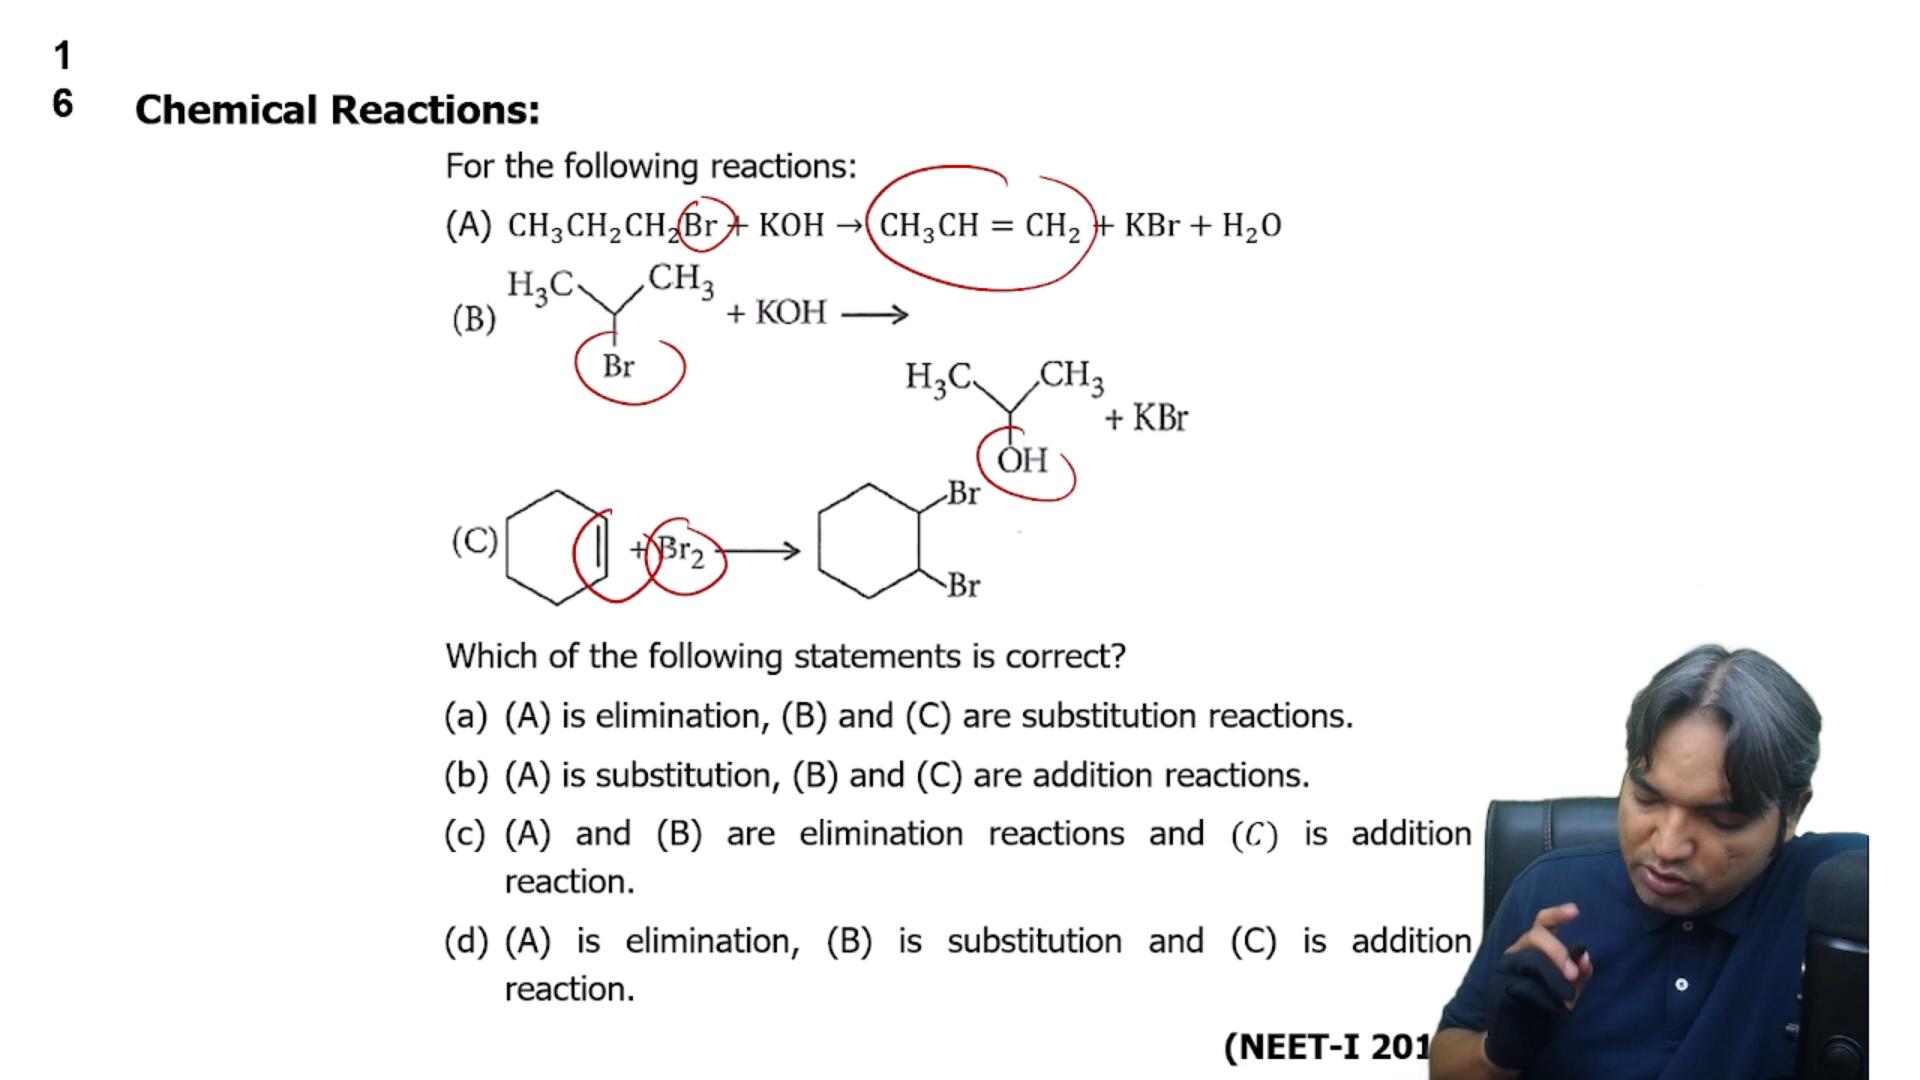 1
6
Chemical Reactions:
For the following reactions:
(A) CH₃CH₂CH₂Br + KOH → CH₃CH = CH₂ + KBr + H₂O
H₃C CH₃
(B) + KOH ⟶
Br
H₃C CH₃
+ KBr
OH
Br
(C) + Br₂ ⟶
Br
Which of the following statements is correct?
(a) (A) is elimination, (B) and (C) are substitution reactions.
(b) (A) is substitution, (B) and (C) are addition reactions.
(c) (A) and (B) are elimination reactions and (C) is addition
reaction.
(d) (A) is elimination, (B) is substitution and (C) is addition
reaction.
(NEET-I 201